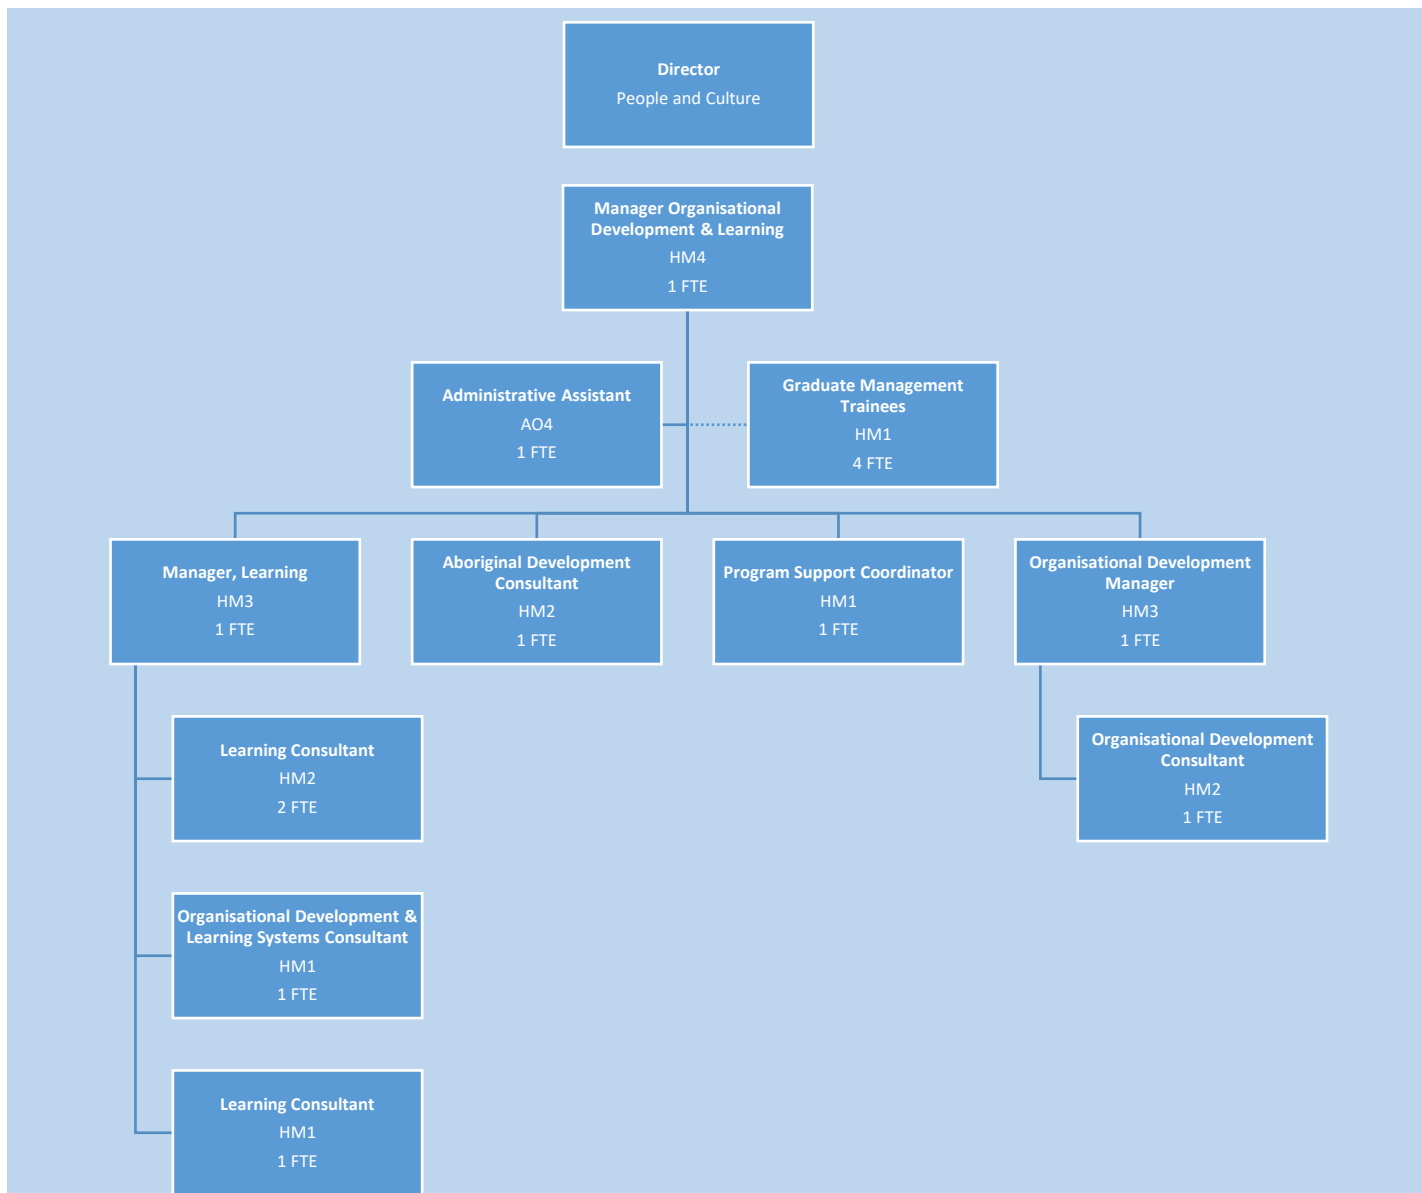 Director
People and Culture
Manager Organisational
Development & Learning
HM4
1 FTE
Administrative Assistant
AO4
1 FTE
Graduate Management
Trainees
HM1
4 FTE
Manager, Learning
HM3
1 FTE
Aboriginal Development
Consultant
HM2
1 FTE
Program Support Coordinator
HM1
1 FTE
Organisational Development
Manager
HM3
1 FTE
Learning Consultant
HM2
2 FTE
Organisational Development
Consultant
HM2
1 FTE
Organisational Development &
Learning Systems Consultant
HM1
1 FTE
Learning Consultant
HM1
1 FTE